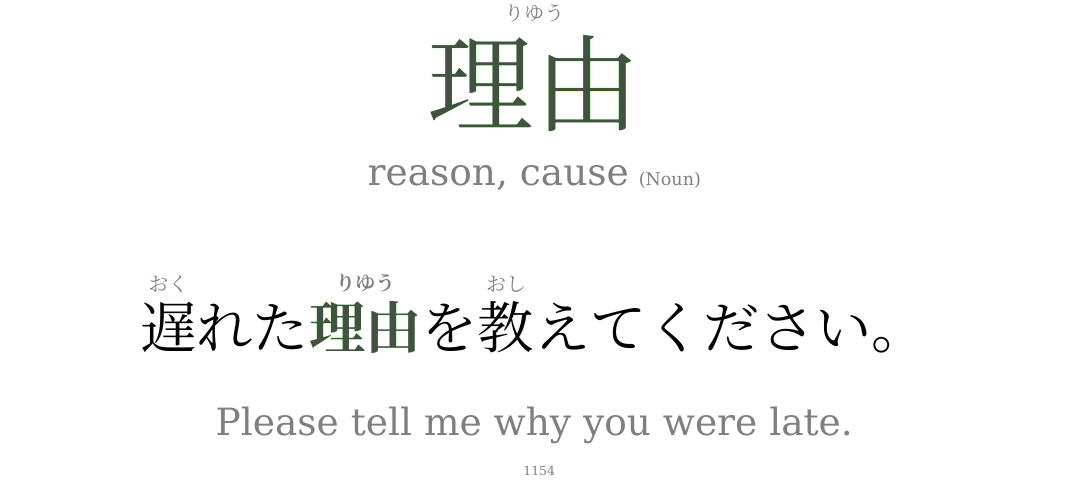 りゆう
理由
reason, cause (Noun)
おく りゆう おし
遅れた理由を教えてください。
Please tell me why you were late.
1154